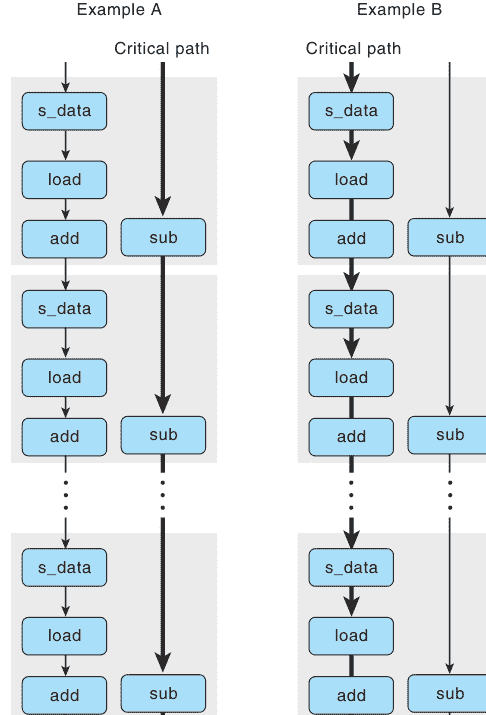 Example A
Critical path
s_data
load
add
sub
s_data
load
add
sub
s_data
load
add
sub
Example B
Critical path
s_data
load
add
sub
s_data
load
add
sub
s_data
load
add
sub